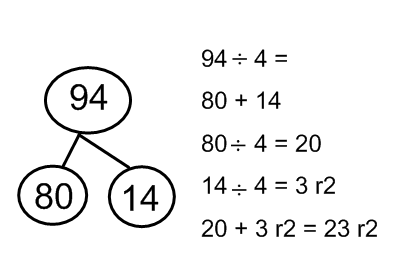 94
80 14
94 ÷ 4 =
80 + 14
80 ÷ 4 = 20
14 ÷ 4 = 3 r2
20 + 3 r2 = 23 r2